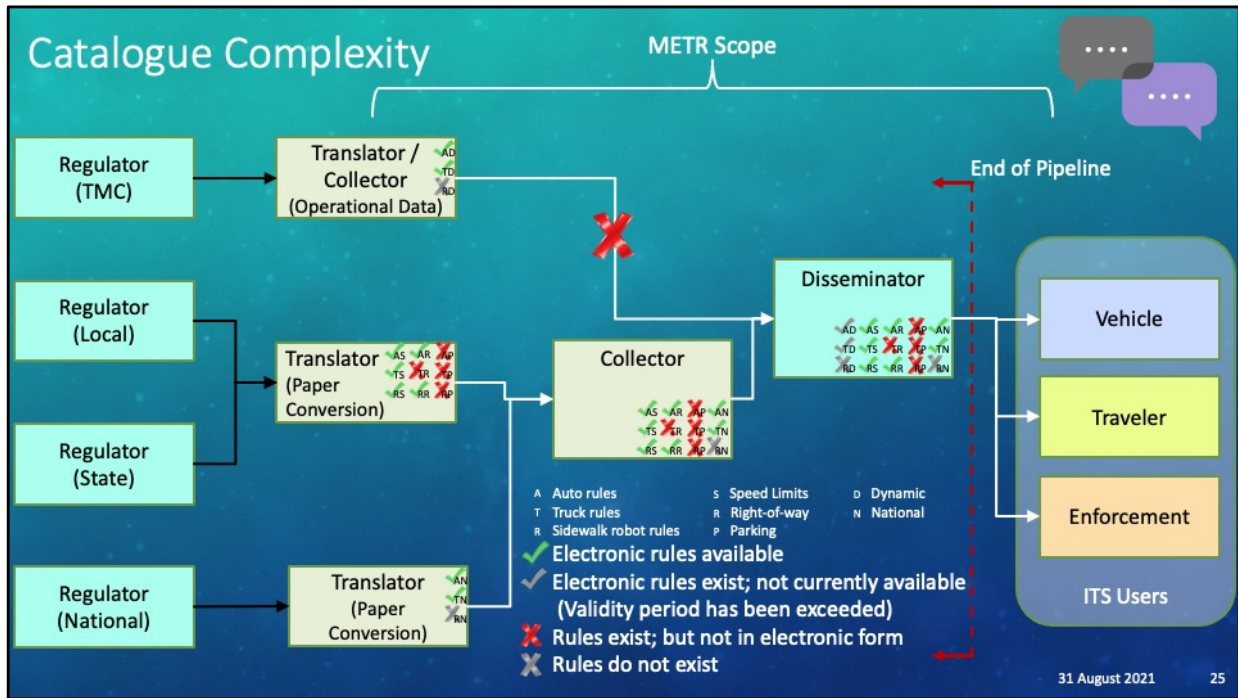 Catalogue Complexity
METR Scope
....
....
Regulator
(TMC)
Translator /
Collector
(Operational Data)
AD
TD
RD
End of Pipeline
Regulator
(Local)
Regulator
(State)
Translator
(Paper
Conversion)
AS AR AP
TS TR TP
RS RR RP
Collector
AS AR AP AN
TS TR TP TN
RS RR RP RN
Disseminator
AD AS AR AP AN
TD TS TR TP TN
RD RS RR RP RN
Vehicle
Traveler
Enforcement
ITS Users
Regulator
(National)
Translator
(Paper
Conversion)
AN
TN
RN
A Auto rules S Speed Limits D Dynamic
T Truck rules R Right-of-way N National
R Sidewalk robot rules P Parking
Electronic rules available
Electronic rules exist; not currently available
(Validity period has been exceeded)
Rules exist; but not in electronic form
Rules do not exist
31 August 2021 25